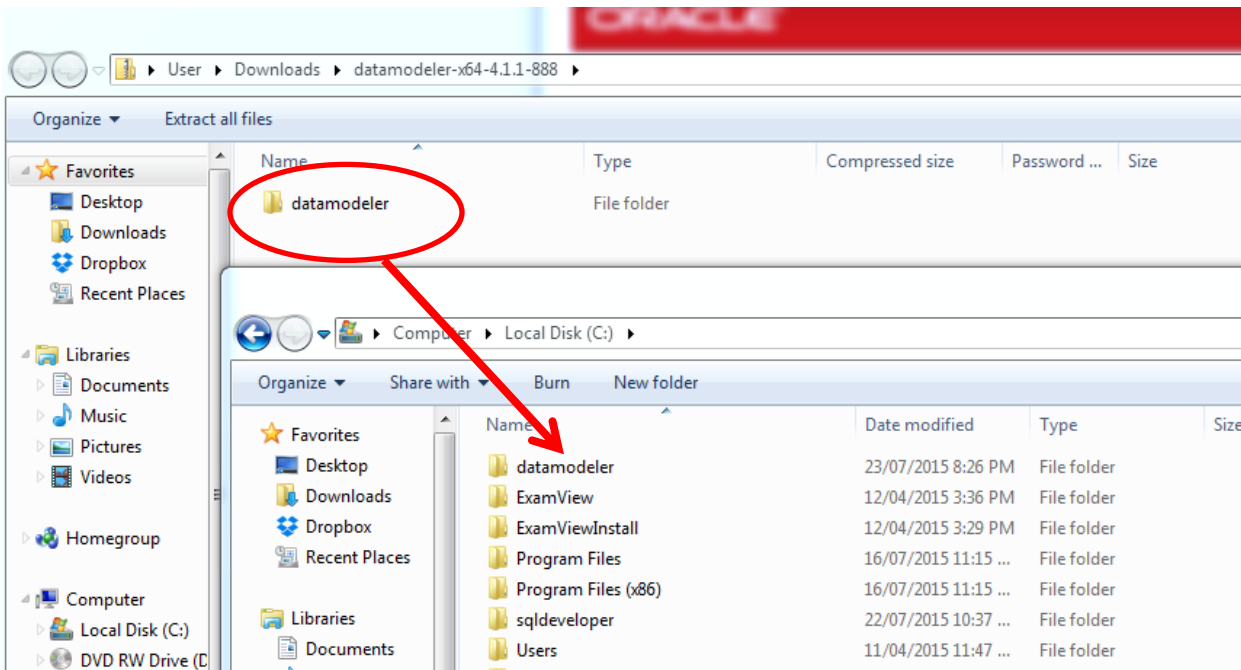 ORACLE
User Downloads datamodeler-x64-4.1.1-888
Organize Extract all files
Name Type Compressed size Password ... Size
Favorites
Desktop
Downloads
Dropbox
Recent Places
Libraries
Documents
Music
Pictures
Videos
Homegroup
Computer
Local Disk (C:)
DVD RW Drive (D
datamodeler File folder
Computer Local Disk (C:)
Organize Share with Burn New folder
Name Date modified Type Size
Favorites
Desktop
Downloads
Dropbox
Recent Places
Libraries
Documents
datamodeler 23/07/2015 8:26 PM File folder
ExamView 12/04/2015 3:36 PM File folder
ExamViewInstall 12/04/2015 3:29 PM File folder
Program Files 16/07/2015 11:15 ... File folder
Program Files (x86) 16/07/2015 11:15 ... File folder
sqldeveloper 22/07/2015 10:37 ... File folder
Users 11/04/2015 11:47 ... File folder